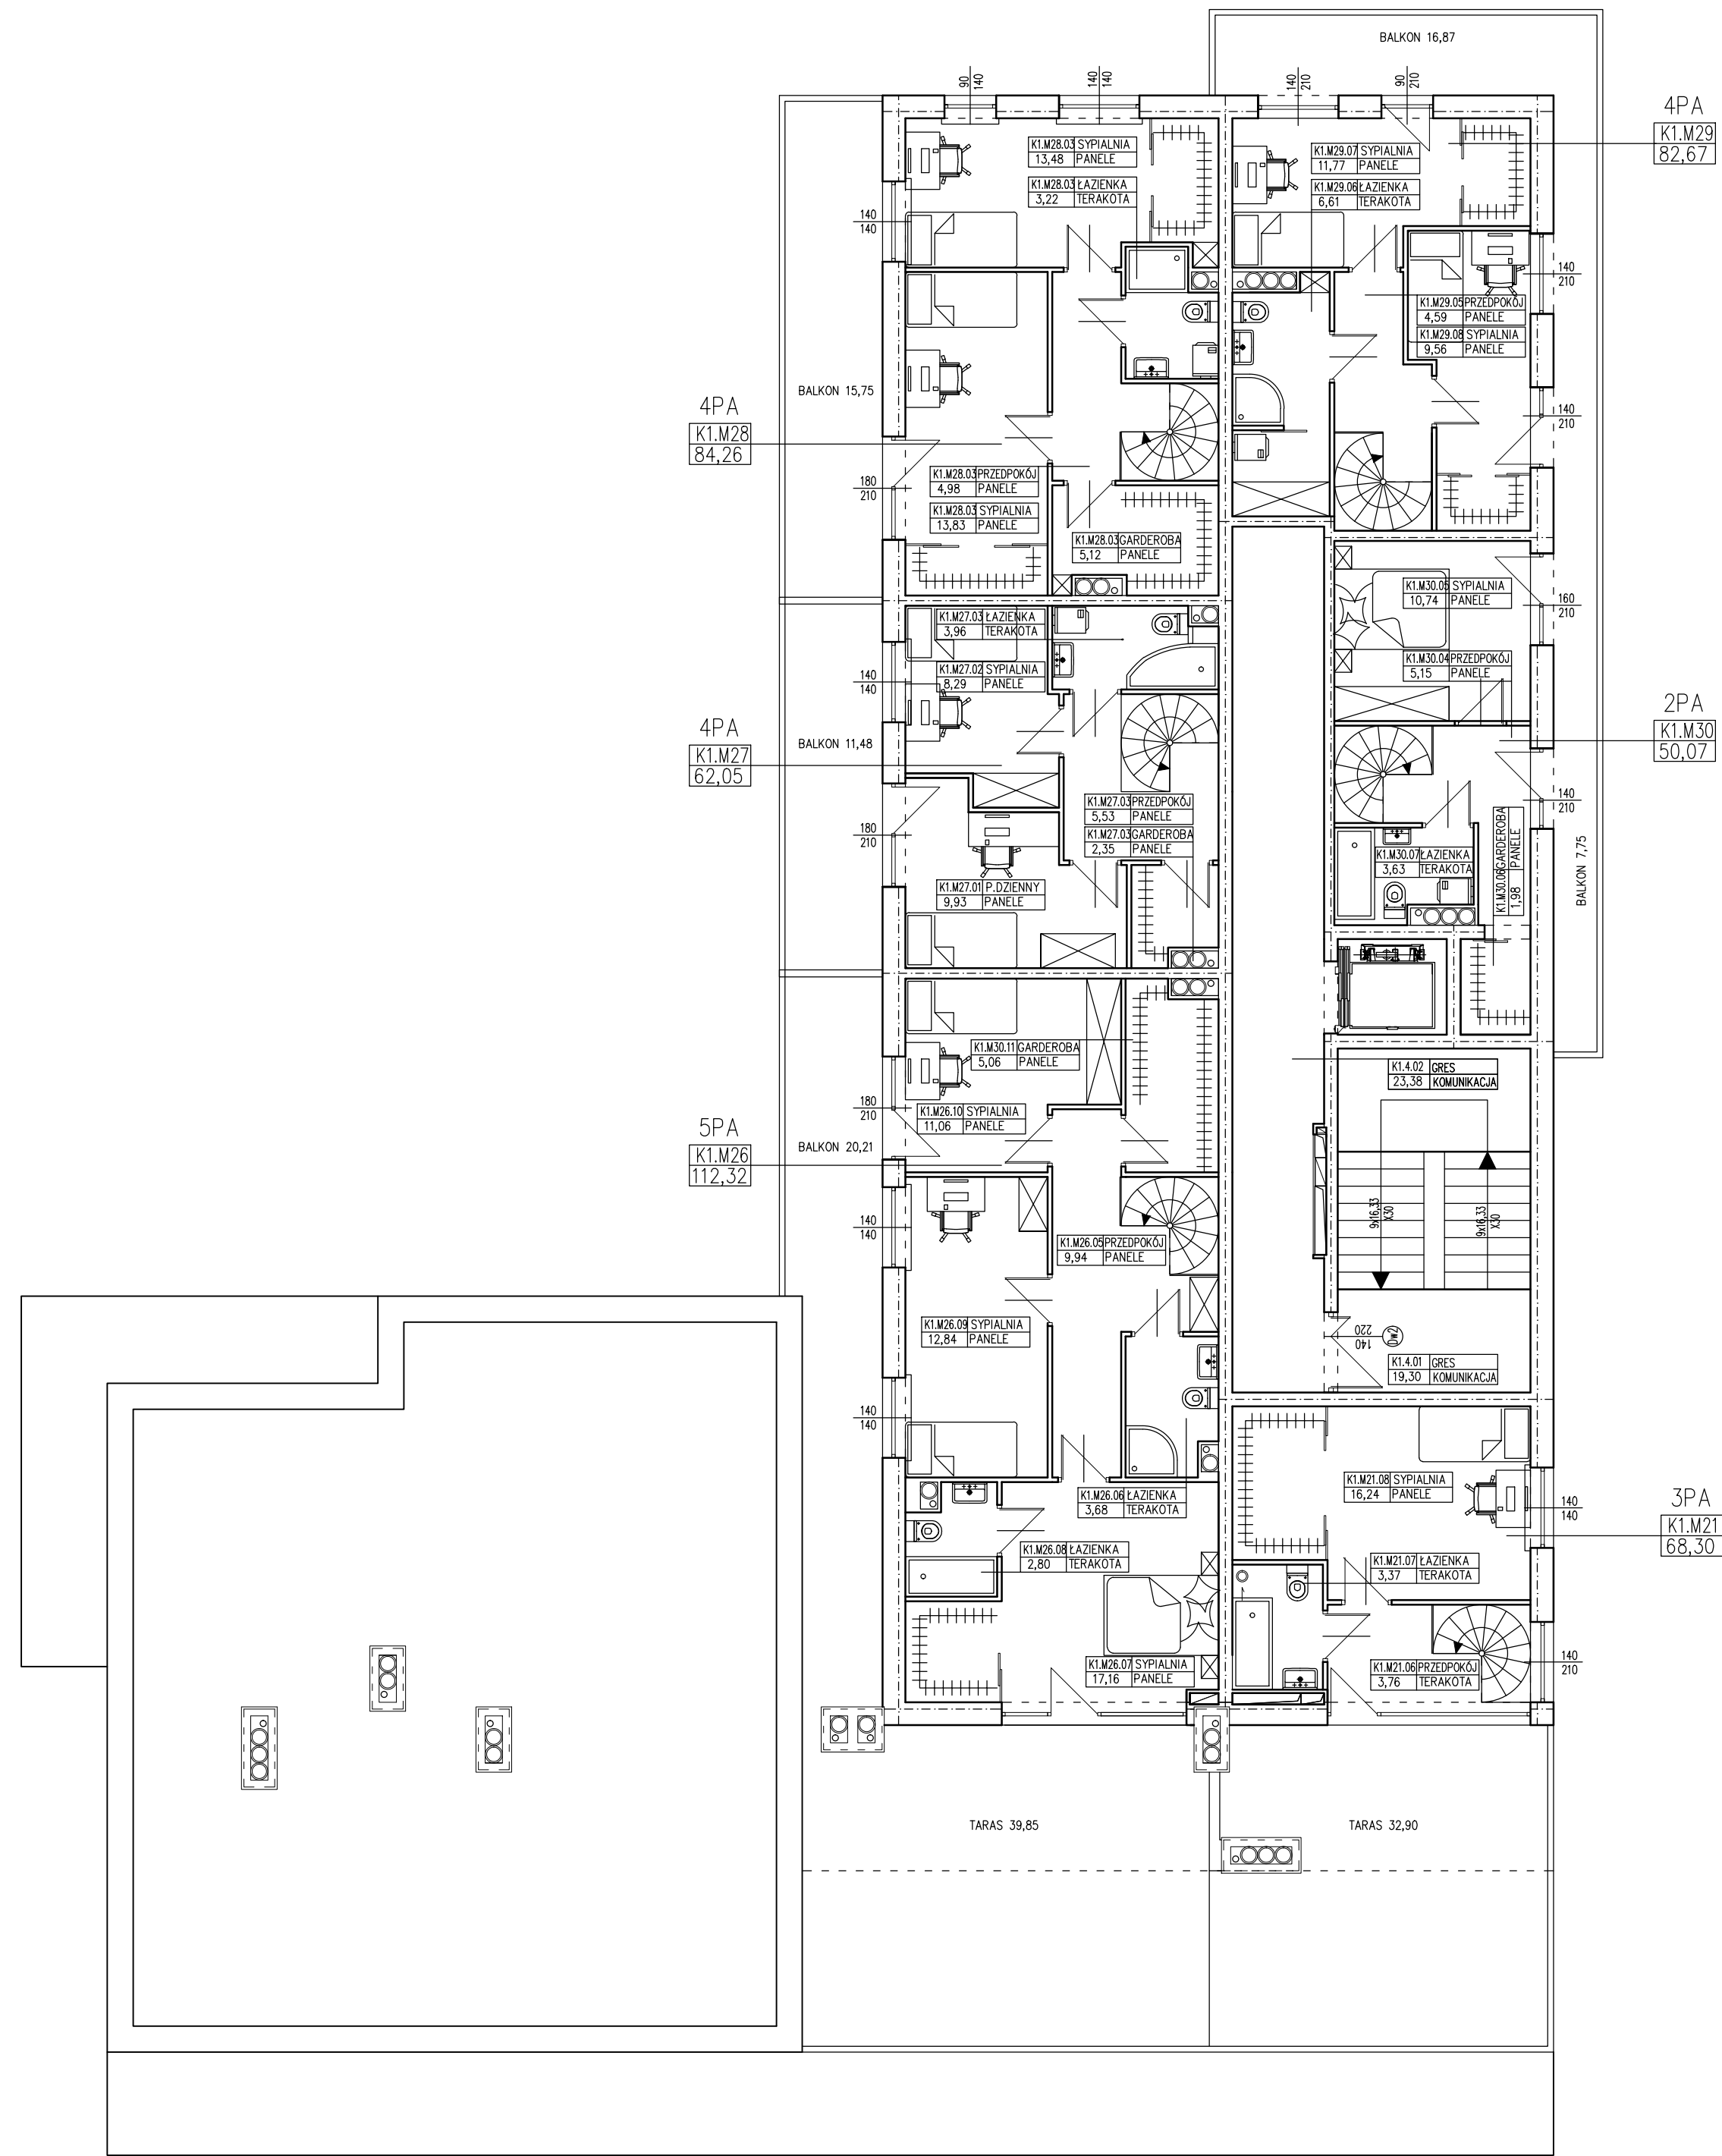 BALKON 16,87
90
140
140
140
140
210
90
210
4PA
K1.M29
82,67
K1.M28.03 SYPIALNIA
13,48 PANELE
K1.M28.03 ŁAZIENKA
3,22 TERAKOTA
K1.M29.07 SYPIALNIA
11,77 PANELE
K1.M29.06 ŁAZIENKA
6,61 TERAKOTA
140
140
140
210
K1.M29.05 PRZEDPOKÓJ
4,59 PANELE
K1.M29.08 SYPIALNIA
9,56 PANELE
BALKON 15,75
4PA
K1.M28
84,26
140
210
K1.M28.03 PRZEDPOKÓJ
4,98 PANELE
K1.M28.03 SYPIALNIA
13,83 PANELE
180
210
K1.M28.03 GARDEROBA
5,12 PANELE
K1.M30.05 SYPIALNIA
10,74 PANELE
160
210
K1.M27.03 ŁAZIENKA
3,96 TERAKOTA
K1.M27.02 SYPIALNIA
8,29 PANELE
140
140
K1.M30.04 PRZEDPOKÓJ
5,15 PANELE
2PA
K1.M30
50,07
4PA
K1.M27
62,05
BALKON 11,48
K1.M27.03 PRZEDPOKÓJ
5,53 PANELE
K1.M27.03 GARDEROBA
2,35 PANELE
140
210
180
210
K1.M30.07 ŁAZIENKA
3,63 TERAKOTA
K1.M30.06 GARDEROBA
1,98 PANELE
BALKON 7,75
K1.M27.01 P.DZIENNY
9,93 PANELE
K1.M30.11 GARDEROBA
5,06 PANELE
K1.4.02 GRES
23,38 KOMUNIKACJA
180
210
K1.M26.10 SYPIALNIA
11,06 PANELE
5PA
K1.M26
112,32
BALKON 20,21
9x16,33
X30
9x16,33
X30
140
140
K1.M26.05 PRZEDPOKÓJ
9,94 PANELE
K1.M26.09 SYPIALNIA
12,84 PANELE
140
220
Dw2
K1.4.01 GRES
19,30 KOMUNIKACJA
140
140
K1.M26.06 ŁAZIENKA
3,68 TERAKOTA
K1.M21.08 SYPIALNIA
16,24 PANELE
140
140
3PA
K1.M21
68,30
K1.M26.08 ŁAZIENKA
2,80 TERAKOTA
K1.M21.07 ŁAZIENKA
3,37 TERAKOTA
K1.M26.07 SYPIALNIA
17,16 PANELE
K1.M21.06 PRZEDPOKÓJ
3,76 TERAKOTA
140
210
TARAS 39,85
TARAS 32,90